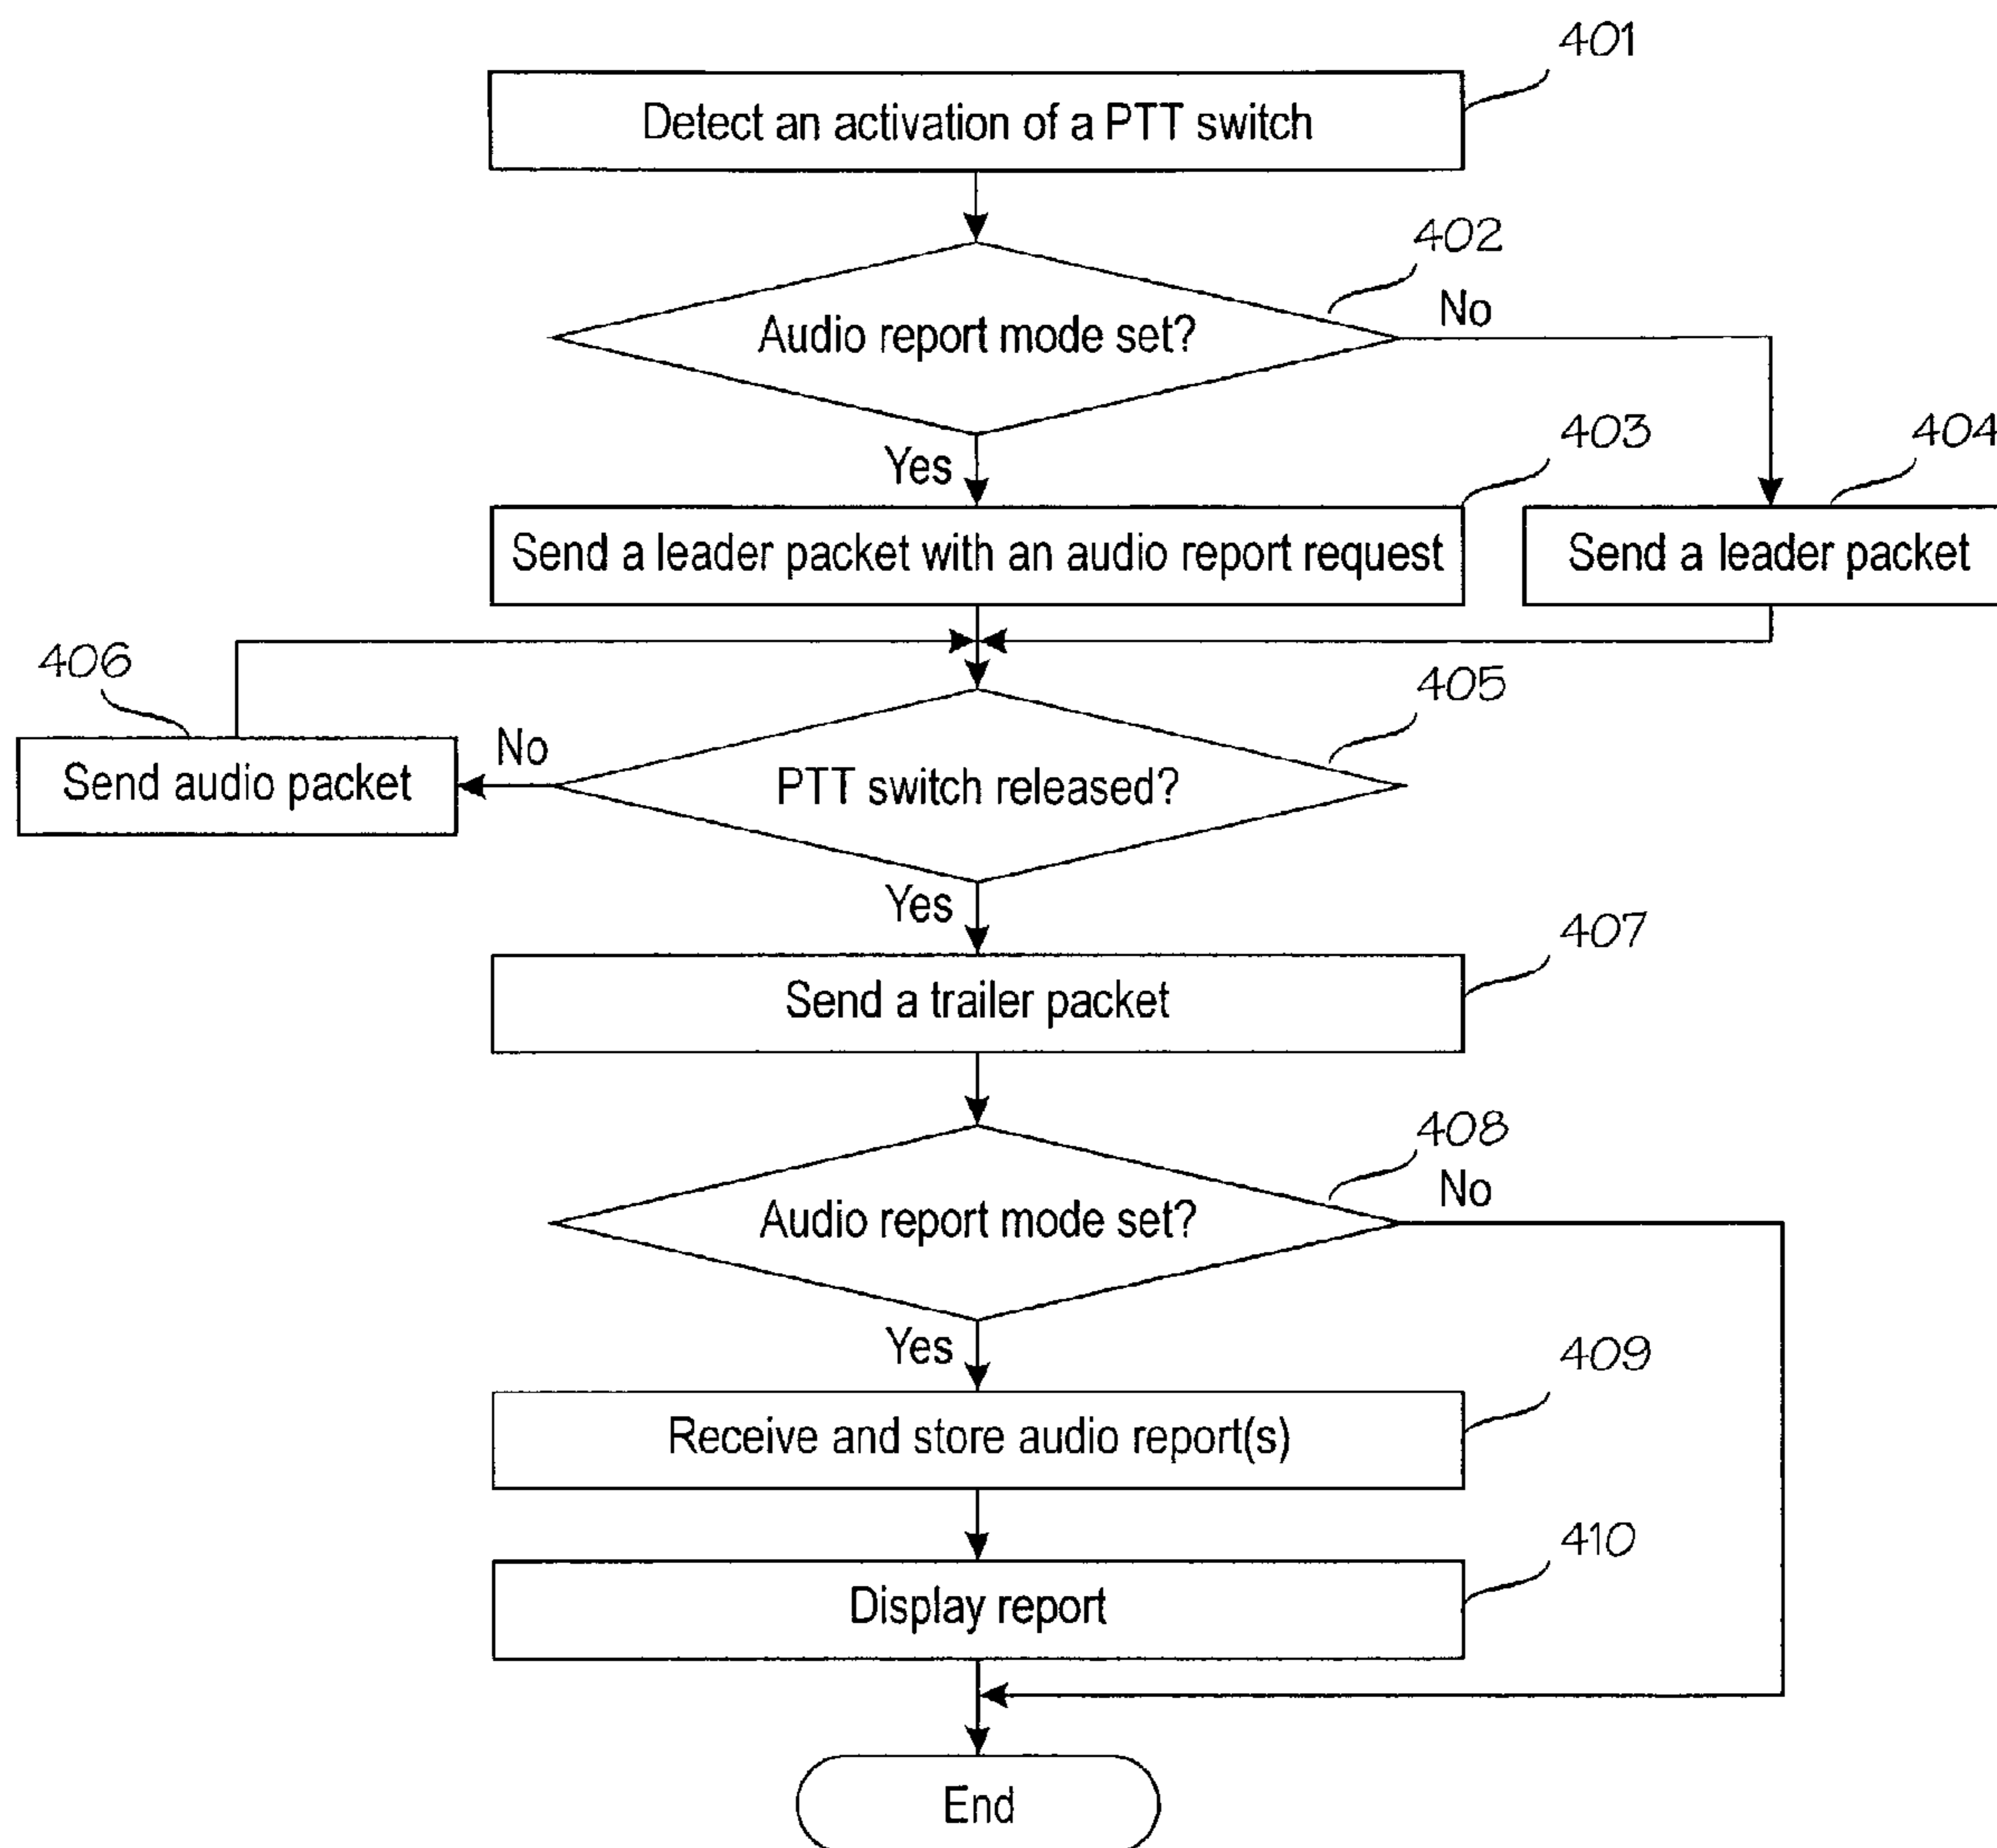 401
Detect an activation of a PTT switch
402
Audio report mode set?
No
Yes
403
404
Send a leader packet with an audio report request
Send a leader packet
406
405
Send audio packet
No
PTT switch released?
Yes
407
Send a trailer packet
408
Audio report mode set?
No
Yes
409
Receive and store audio report(s)
410
Display report
End